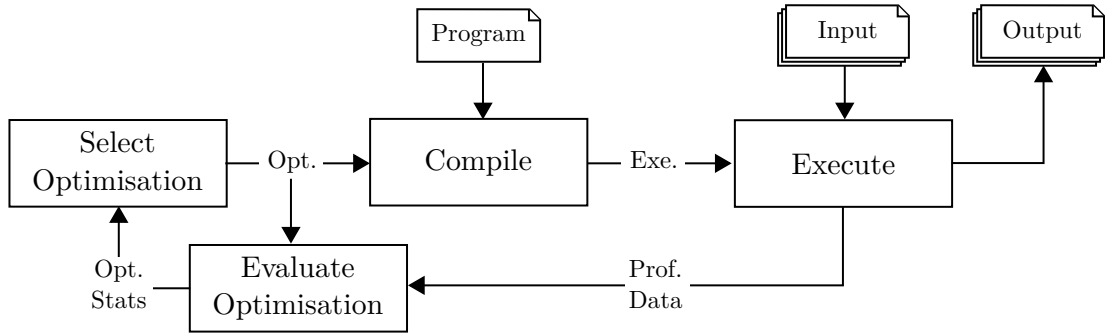 Program
Input
Output
Select
Optimisation
Opt.
Compile
Exe.
Execute
Opt.
Stats
Evaluate
Optimisation
Prof.
Data